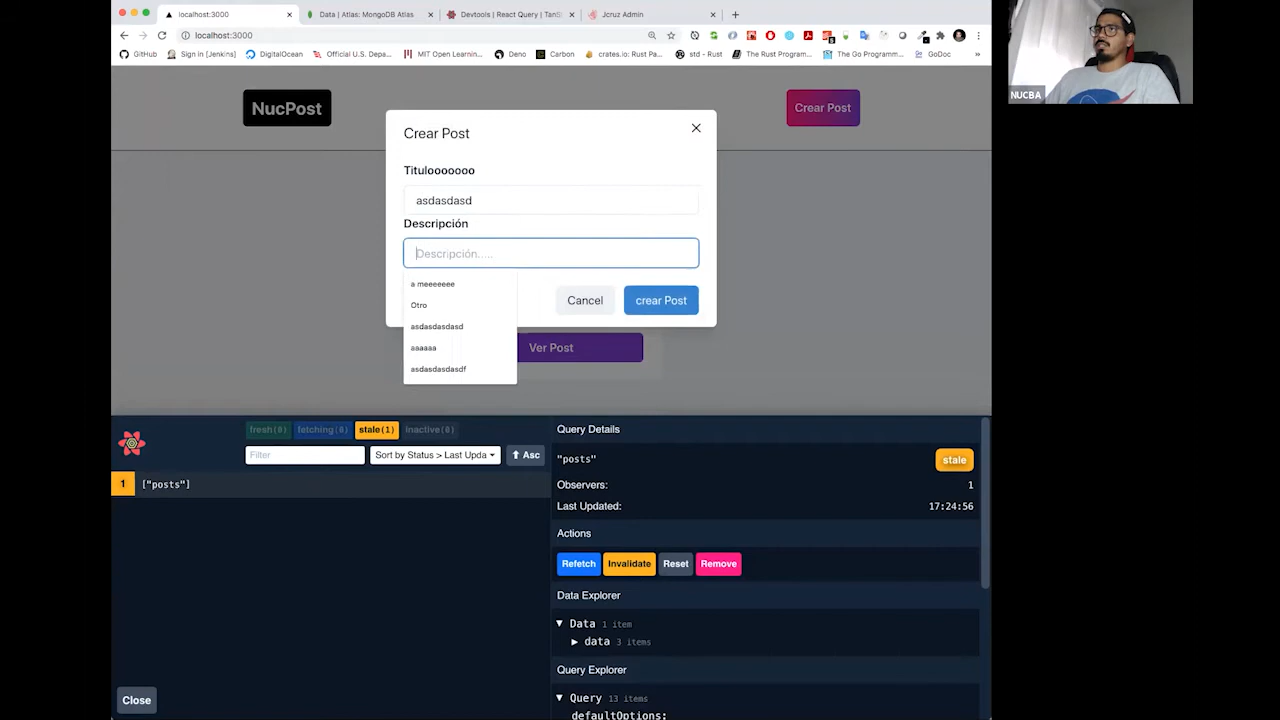 localhost:3000
Data | Atlas: MongoDB Atlas
Devtools | React Query | TanS
Jcruz Admin
localhost:3000
GitHub
Sign in [Jenkins]
DigitalOcean
Official U.S. Depa...
MIT Open Learning...
Deno
Carbon
crates.io: Rust Pa...
std - Rust
The Rust Program...
The Go Programm...
GoDoc
NUCBA
NucPost
Crear Post
Crear Post
Titulooooooo
asdasdasd
Descripción
Descripción.....
a meeeeeee
Otro
asdasdasdasd
aaaaaa
asdasdasdasdf
Cancel
crear Post
Ver Post
fresh(0)
fetching(0)
stale(1)
inactive(0)
Filter
Sort by Status > Last Upda
Asc
1
["posts"]
Close
Query Details
"posts"
stale
Observers:
1
Last Updated:
17:24:56
Actions
Refetch
Invalidate
Reset
Remove
Data Explorer
▼ Data 1 item
▶ data 3 items
Query Explorer
▼ Query 13 items
defaultOptions: